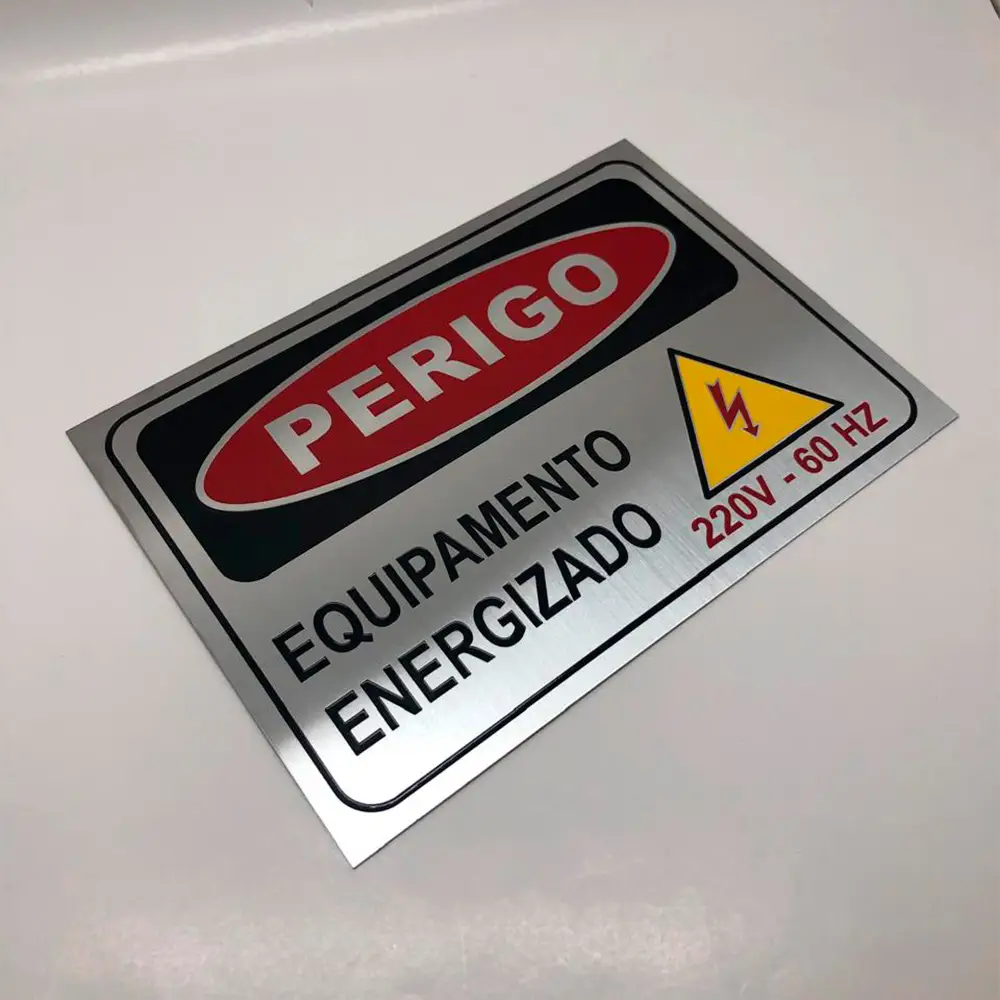 PERIGO
EQUIPAMENTO
ENERGIZADO
220V - 60 HZ